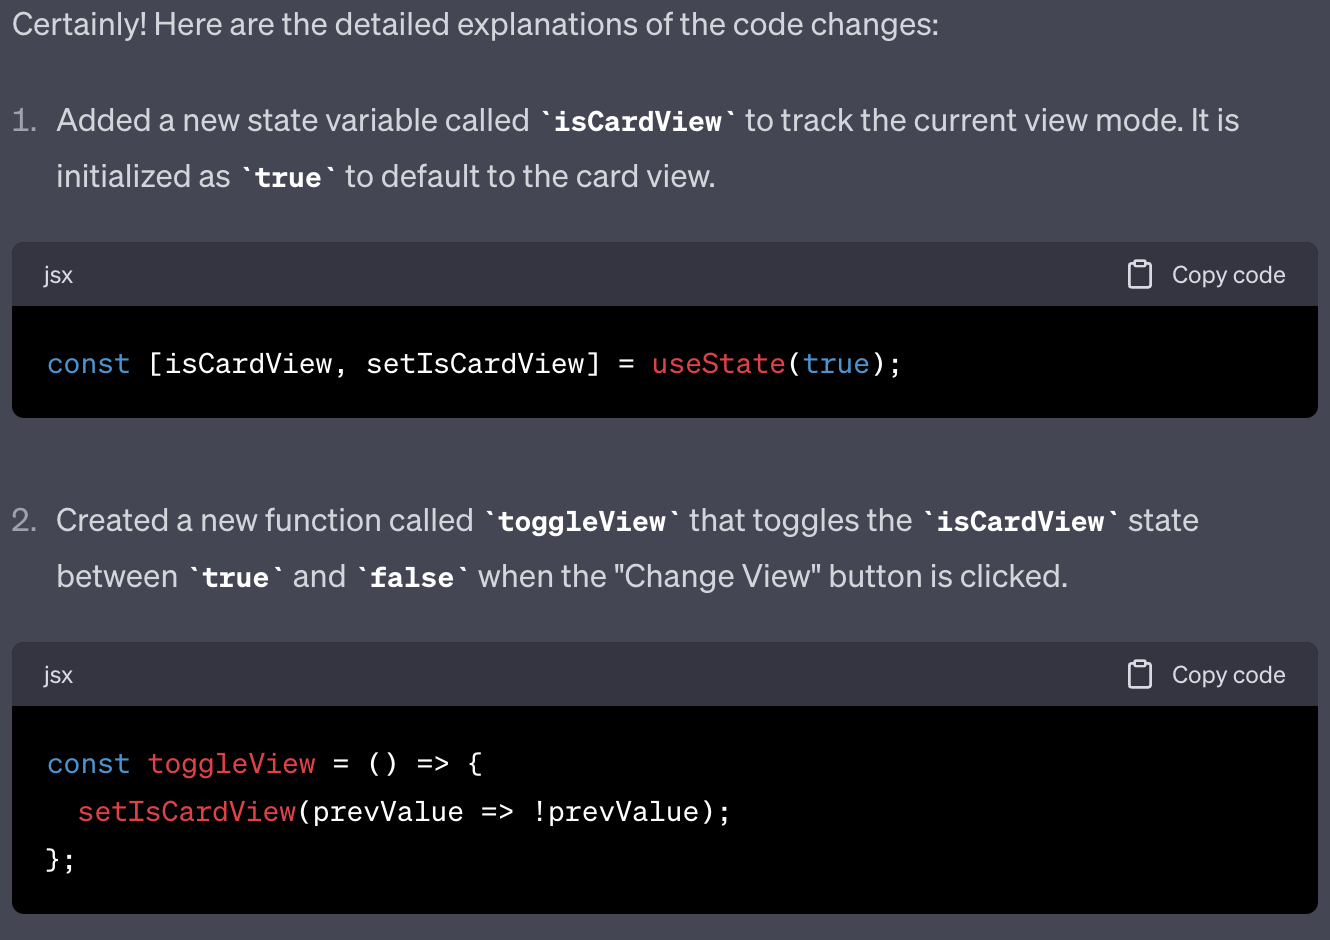 Certainly! Here are the detailed explanations of the code changes:
1. Added a new state variable called `isCardView` to track the current view mode. It is
initialized as `true` to default to the card view.
jsx Copy code
const [isCardView, setIsCardView] = useState(true);
2. Created a new function called `toggleView` that toggles the `isCardView` state
between `true` and `false` when the "Change View" button is clicked.
jsx Copy code
const toggleView = () => {
  setIsCardView(prevValue => !prevValue);
};